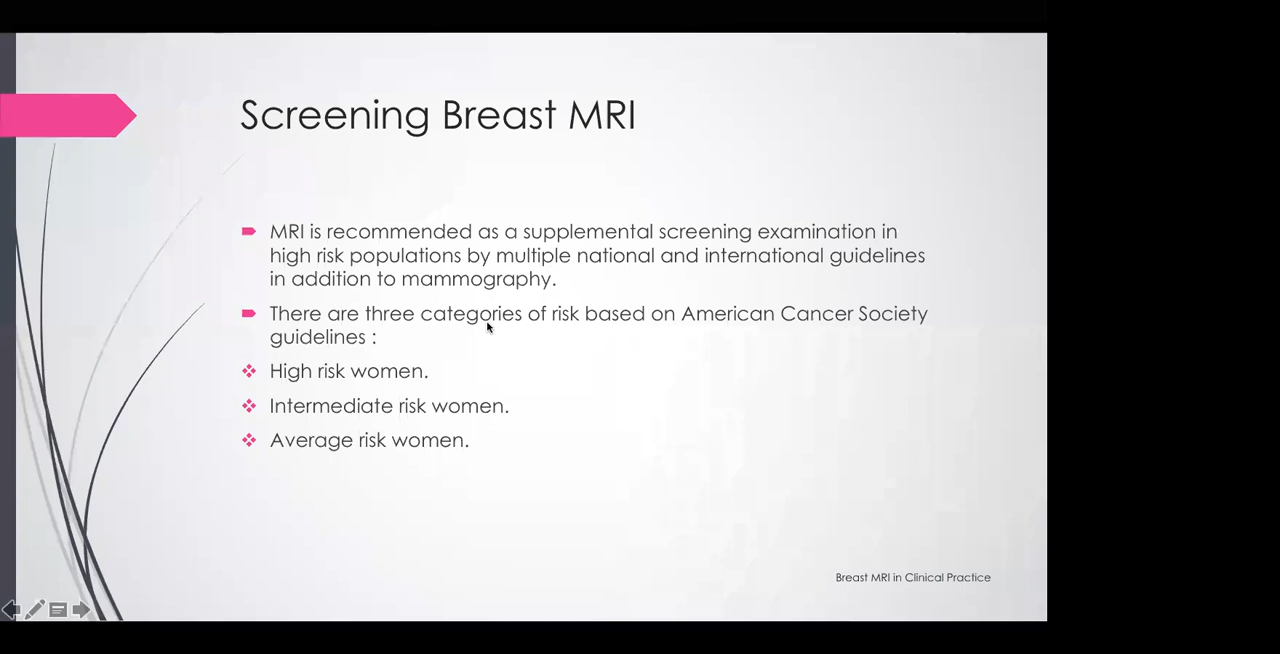 Screening Breast MRI
MRI is recommended as a supplemental screening examination in
high risk populations by multiple national and international guidelines
in addition to mammography.
There are three categories of risk based on American Cancer Society
guidelines :
High risk women.
Intermediate risk women.
Average risk women.
Breast MRI in Clinical Practice